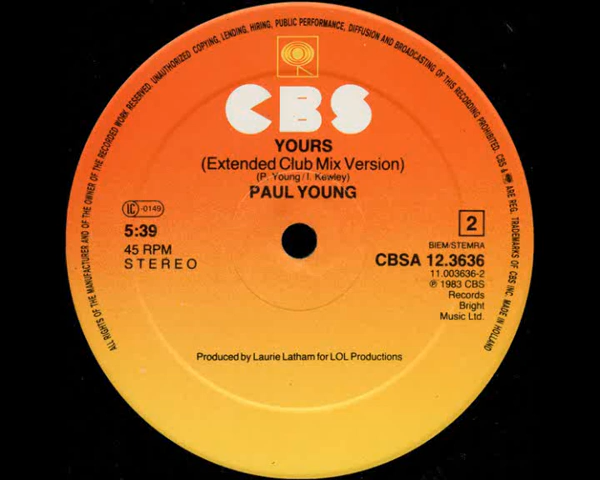 ALL RIGHTS OF THE MANUFACTURER AND OF THE OWNER OF THE RECORDED WORK RESERVED. UNAUTHORIZED COPYING, LENDING, HIRING, PUBLIC PERFORMANCE, DIFFUSION AND BROADCASTING OF THIS RECORDING PROHIBITED. CBS & ARE REG. TRADEMARKS OF CBS INC. MADE IN HOLLAND
CBS
YOURS
(Extended Club Mix Version)
(P. Young/I. Kewley)
PAUL YOUNG
LC -0149
5:39
45 RPM
STEREO
2
BIEM/STEMRA
CBSA 12.3636
11.003636-2
℗ 1983 CBS
Records
Bright
Music Ltd.
Produced by Laurie Latham for LOL Productions